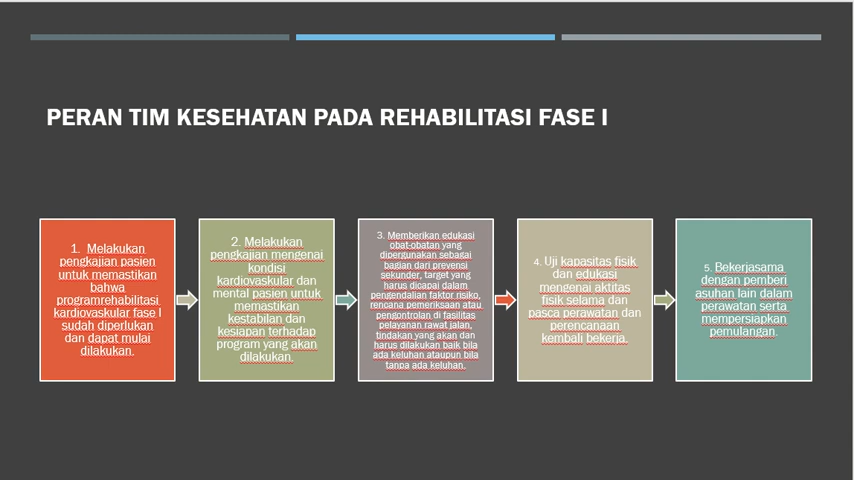 PERAN TIM KESEHATAN PADA REHABILITASI FASE I
1. Melakukan
pengkajian pasien
untuk memastikan
bahwa
programrehabilitasi
kardiovaskular fase I
sudah diperlukan
dan dapat mulai
dilakukan.
2. Melakukan
pengkajian mengenai
kondisi
kardiovaskular dan
mental pasien untuk
memastikan
kestabilan dan
kesiapan terhadap
program yang akan
dilakukan.
3. Memberikan edukasi
obat-obatan yang
dipergunakan sebagai
bagian dari prevensi
sekunder, target yang
harus dicapai dalam
pengendalian faktor risiko,
rencana pemeriksaan atau
pengontrolan di fasilitas
pelayanan rawat jalan,
tindakan yang akan dan
harus dilakukan baik bila
ada keluhan ataupun bila
tanpa ada keluhan.
4. Uji kapasitas fisik
dan edukasi
mengenai aktitas
fisik selama dan
pasca perawatan dan
perencanaan
kembali bekerja.
5. Bekerjasama
dengan pemberi
asuhan lain dalam
perawatan serta
mempersiapkan
pemulangan.